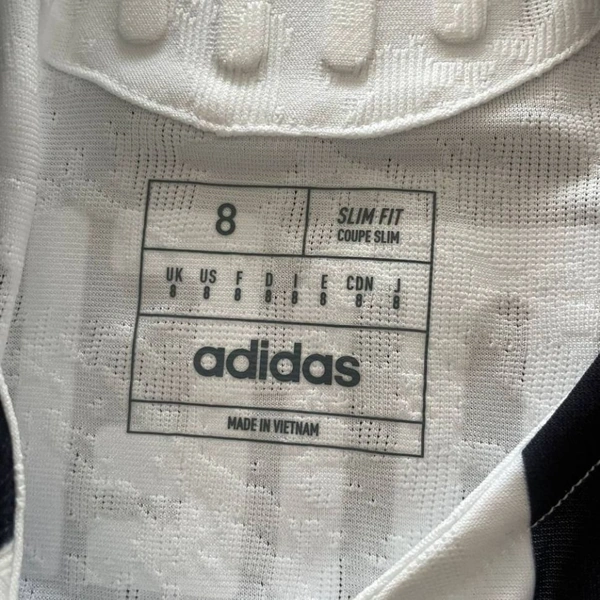 8
SLIM FIT
COUPE SLIM
UK US F D I E CDN J
8 8 8 8 8 8 8 8
adidas
MADE IN VIETNAM